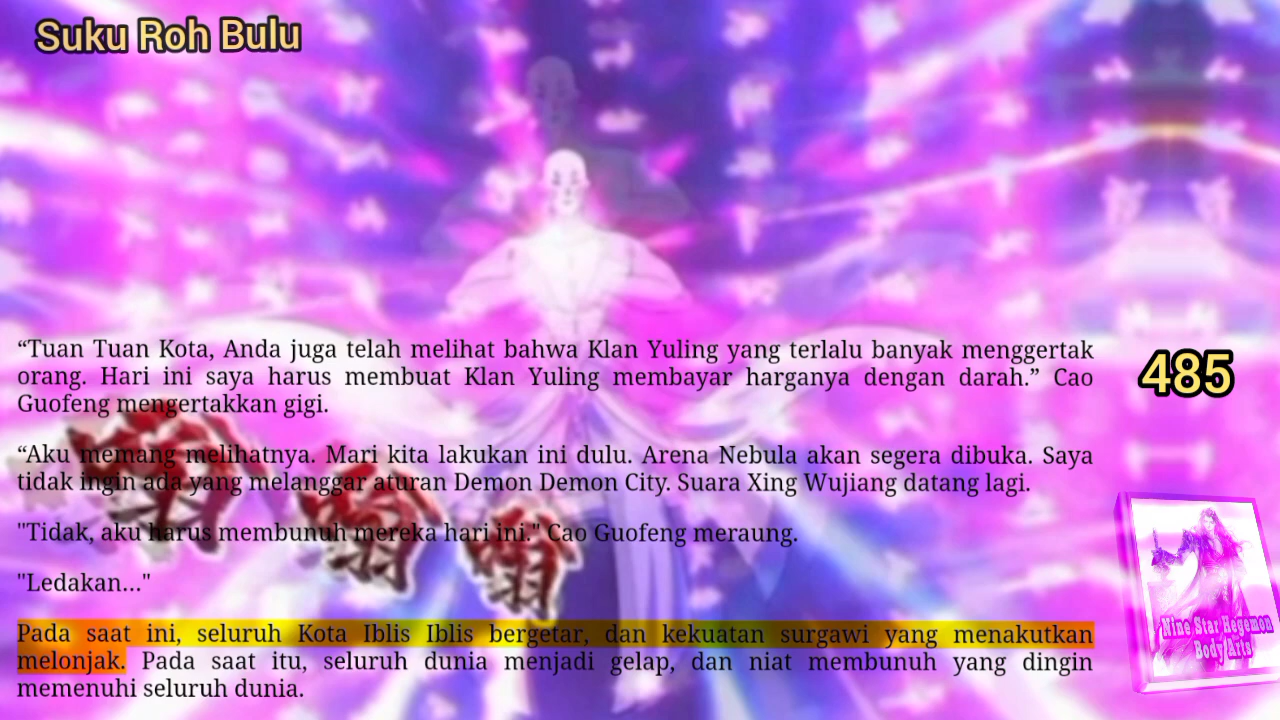 Suku Roh Bulu
“Tuan Tuan Kota, Anda juga telah melihat bahwa Klan Yuling yang terlalu banyak menggertak
orang. Hari ini saya harus membuat Klan Yuling membayar harganya dengan darah.” Cao
Guofeng mengertakkan gigi.
485
“Aku memang melihatnya. Mari kita lakukan ini dulu. Arena Nebula akan segera dibuka. Saya
tidak ingin ada yang melanggar aturan Demon Demon City. Suara Xing Wujiang datang lagi.
"Tidak, aku harus membunuh mereka hari ini." Cao Guofeng meraung.
"Ledakan..."
Pada saat ini, seluruh Kota Iblis Iblis bergetar, dan kekuatan surgawi yang menakutkan
melonjak. Pada saat itu, seluruh dunia menjadi gelap, dan niat membunuh yang dingin
memenuhi seluruh dunia.
Nine Star Hegemon
Body Arts